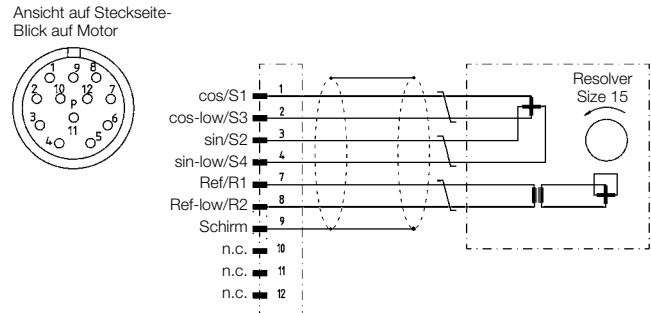 Ansicht auf Steckseite-
Blick auf Motor
1 9 8
2 10 12 7
P
3 11 6
4 5
cos/S1 1
cos-low/S3 2
sin/S2 3
sin-low/S4 4
Ref/R1 7
Ref-low/R2 8
Schirm 9
n.c. 10
n.c. 11
n.c. 12
Resolver
Size 15